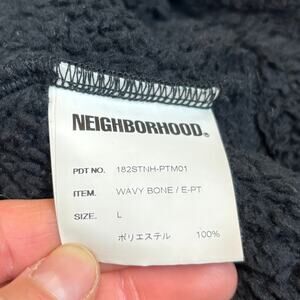 NEIGHBORHOOD®
PDT NO. 182STNH-PTM01
ITEM. WAVY BONE / E-PT
SIZE. L
ポリエステル 100%